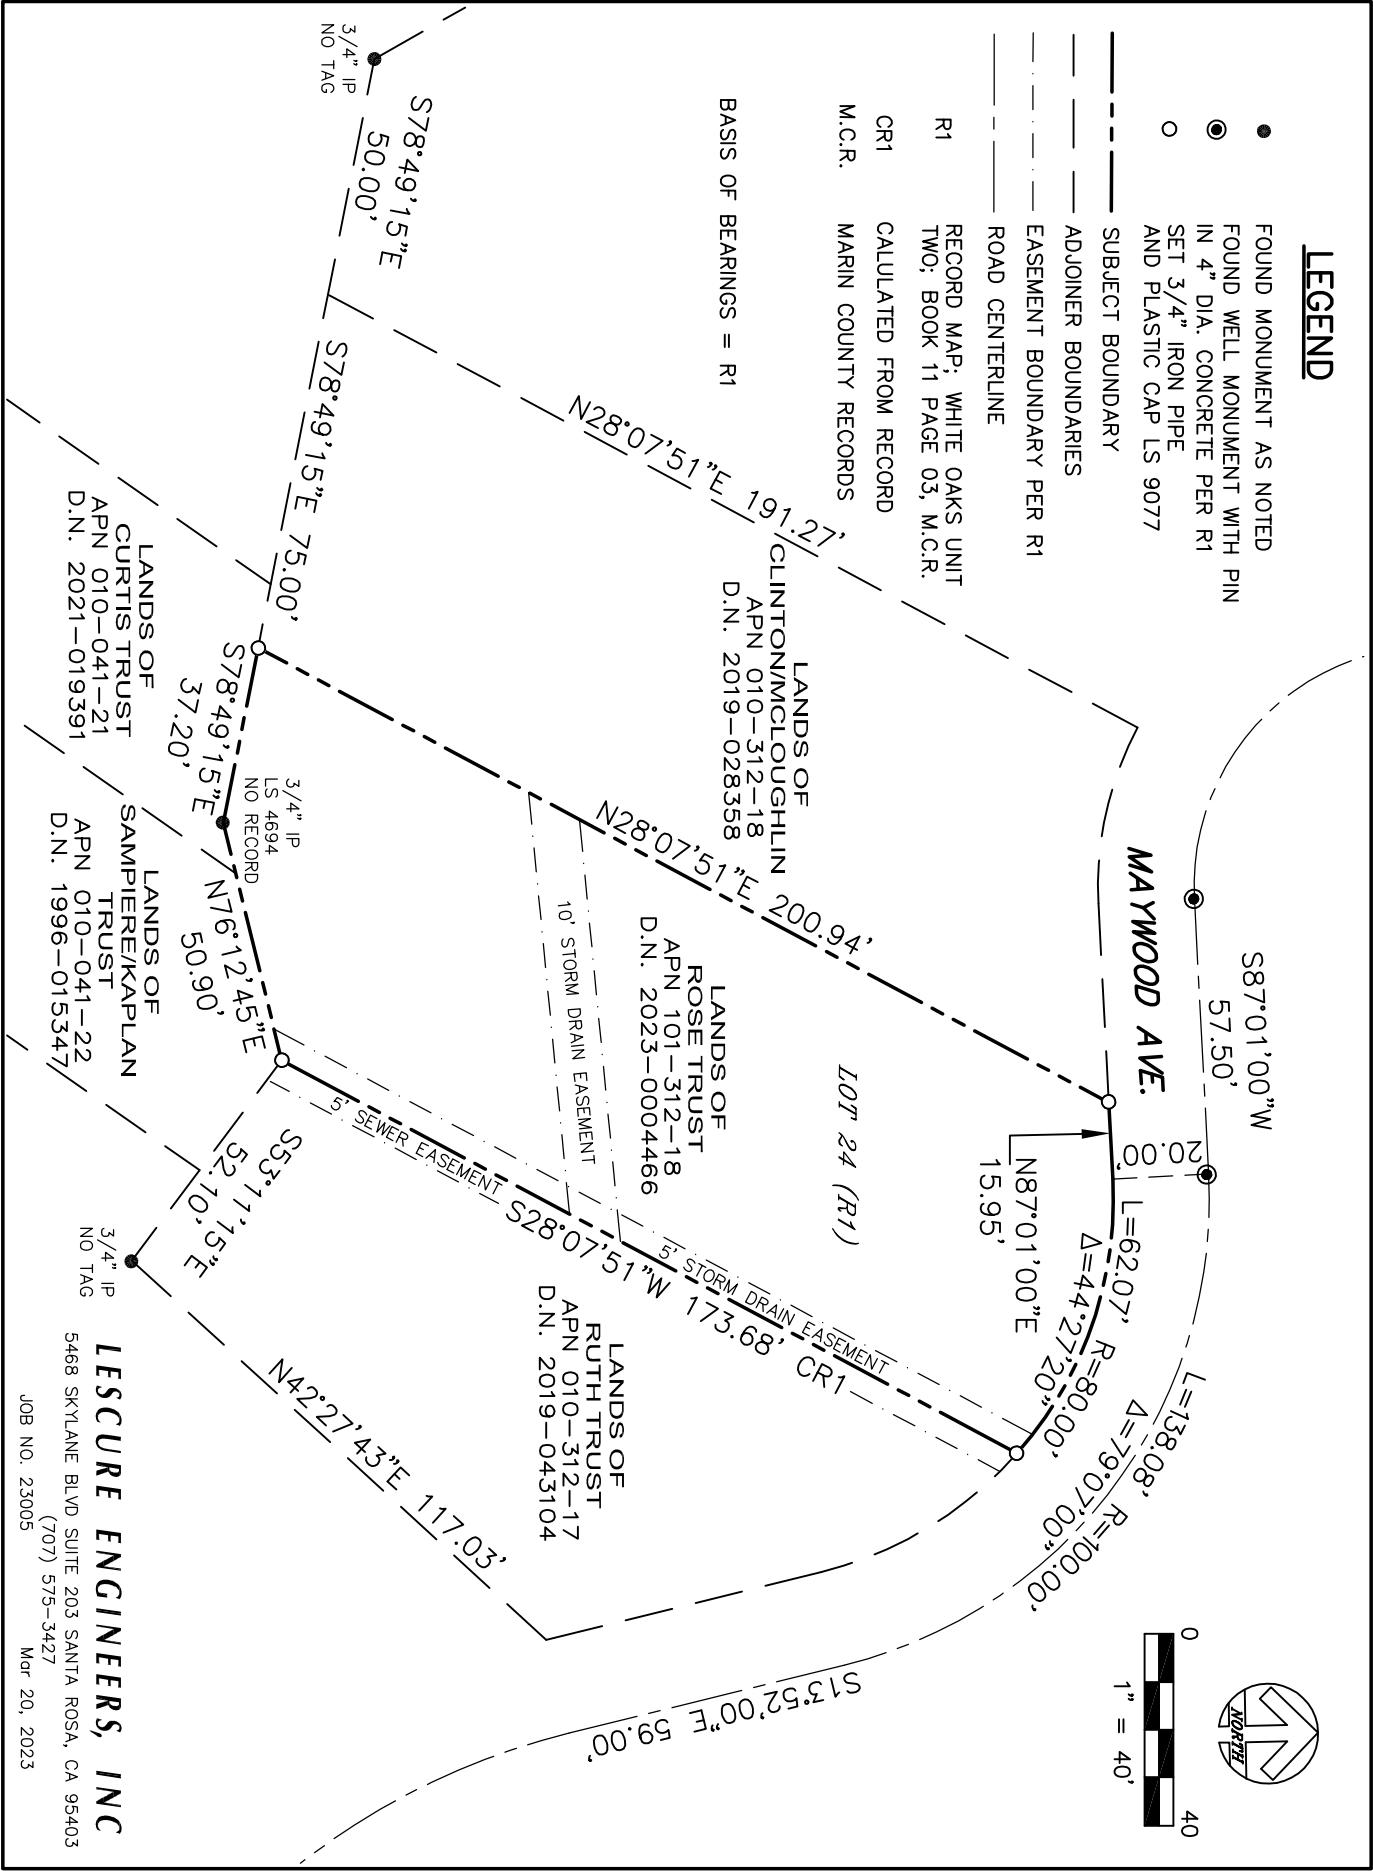 LEGEND
FOUND MONUMENT AS NOTED
FOUND WELL MONUMENT WITH PIN
IN 4" DIA. CONCRETE PER R1
SET 3/4" IRON PIPE
AND PLASTIC CAP LS 9077
SUBJECT BOUNDARY
ADJOINER BOUNDARIES
EASEMENT BOUNDARY PER R1
ROAD CENTERLINE
R1 RECORD MAP; WHITE OAKS UNIT
TWO; BOOK 11 PAGE 03, M.C.R.
CR1 CALULATED FROM RECORD
M.C.R. MARIN COUNTY RECORDS
BASIS OF BEARINGS = R1
NORTH
0 40
1" = 40'
S87°01'00"W
57.50'
MAYWOOD AVE.
20.00'
N87°01'00"E
15.95'
L=62.07' R=80.00'
Δ=44°27'20"
L=138.08' R=100.00'
Δ=79°07'00"
S13°52'00"E 59.00'
N28°07'51"E 191.27'
LANDS OF
CLINTON/MCLOUGHLIN
APN 010-312-18
D.N. 2019-028358
N28°07'51"E 200.94'
LOT 24 (R1)
LANDS OF
ROSE TRUST
APN 101-312-18
D.N. 2023-0004466
10' STORM DRAIN EASEMENT
5' STORM DRAIN EASEMENT
5' SEWER EASEMENT
S28°07'51"W 173.68' CR1
LANDS OF
RUTH TRUST
APN 010-312-17
D.N. 2019-043104
N42°27'43"E 117.03'
3/4" IP
NO TAG
S78°49'15"E
50.00'
S78°49'15"E 75.00'
S78°49'15"E
37.20'
3/4" IP
LS 4694
NO RECORD
N76°12'45"E
50.90'
S53°11'15"E
52.10'
3/4" IP
NO TAG
LANDS OF
CURTIS TRUST
APN 010-041-21
D.N. 2021-019391
LANDS OF
SAMPIERE/KAPLAN
TRUST
APN 010-041-22
D.N. 1996-015347
LESCURE ENGINEERS, INC
5468 SKYLANE BLVD SUITE 203 SANTA ROSA, CA 95403
(707) 575-3427
JOB NO. 23005 Mar 20, 2023